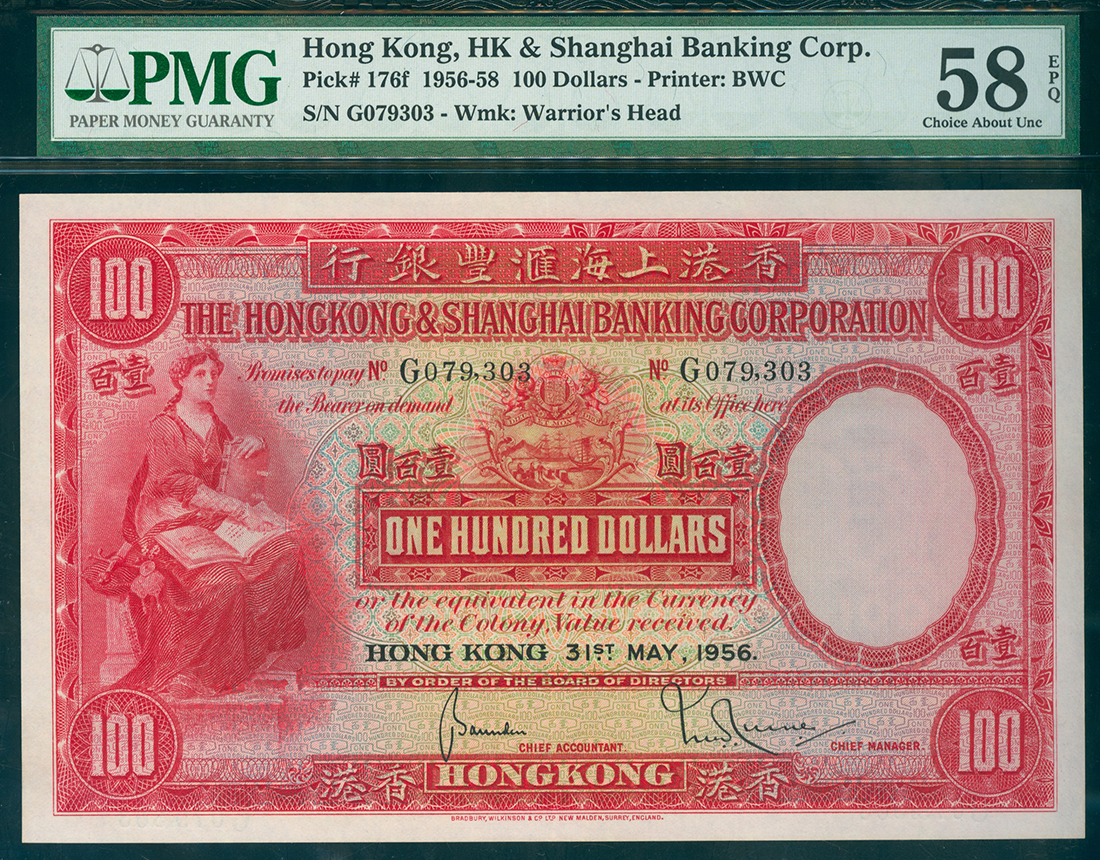 PMG
PAPER MONEY GUARANTY
Hong Kong, HK & Shanghai Banking Corp.
Pick# 176f 1956-58 100 Dollars - Printer: BWC
S/N G079303 - Wmk: Warrior's Head
58
EPQ
Choice About Unc
行銀豐滙海上港香
100
100
THE HONGKONG & SHANGHAI BANKING CORPORATION
百壹
Promises to pay Nº G079,303
Nº G079,303
百壹
the Bearer on demand
at its Office here
圓百壹
圓百壹
ONE HUNDRED DOLLARS
or the equivalent in the Currency
of the Colony, Value received.
HONG KONG 31ST MAY, 1956.
百壹
BY ORDER OF THE BOARD OF DIRECTORS
100
100
CHIEF ACCOUNTANT.
CHIEF MANAGER.
港香
HONGKONG
港香
BRADBURY, WILKINSON & Cº LTD NEW MALDEN, SURREY, ENGLAND.